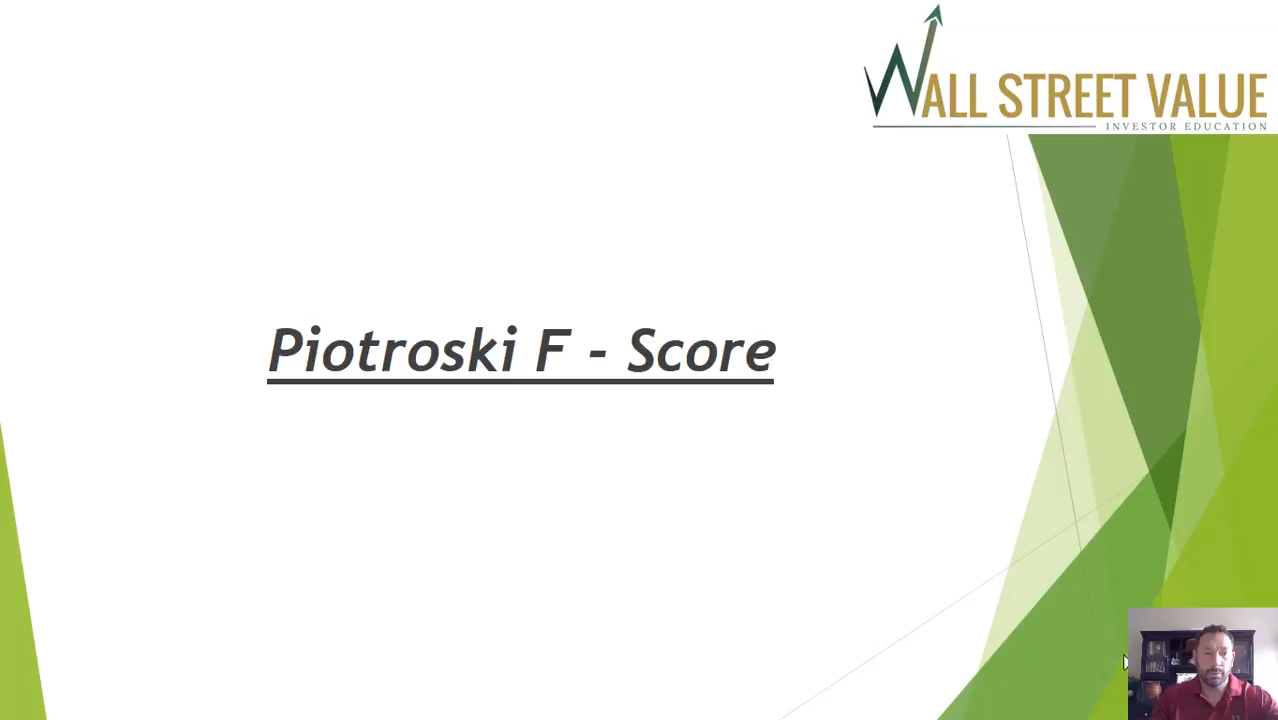 WALL STREET VALUE
INVESTOR EDUCATION
Piotroski F - Score